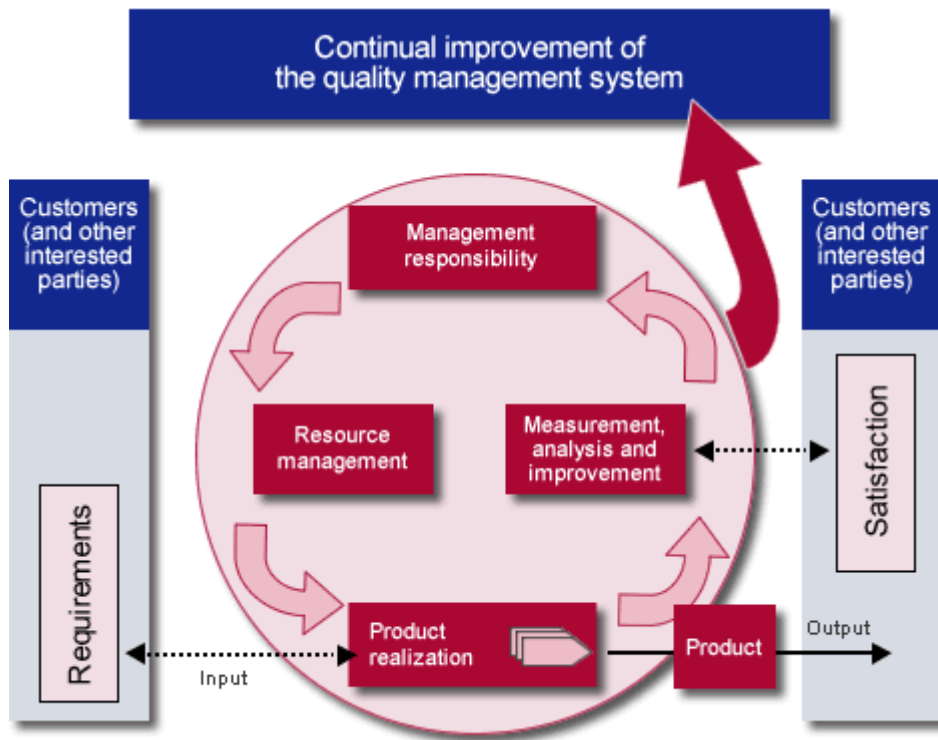 Continual improvement of
the quality management system
Customers
(and other
interested
parties)
Customers
(and other
interested
parties)
Management
responsibility
Resource
management
Measurement,
analysis and
improvement
Satisfaction
Requirements
Product
realization
Product
Input
Output